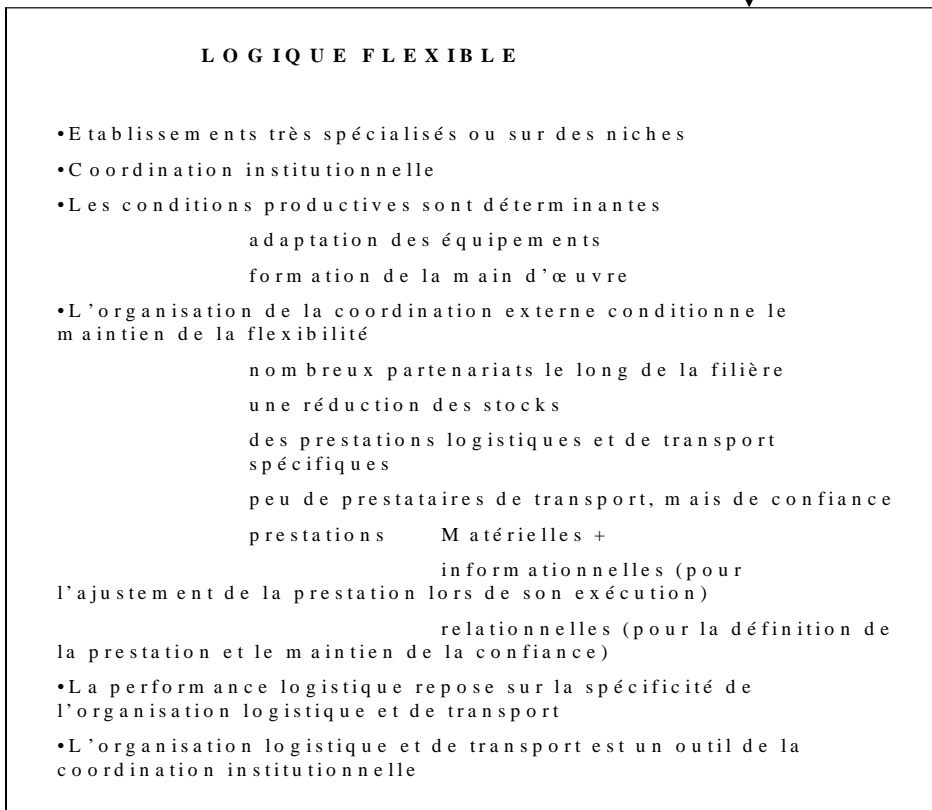 LOGIQUE FLEXIBLE
•Etablissements très spécialisés ou sur des niches
•Coordination institutionnelle
•Les conditions productives sont déterminantes
adaptation des équipements
formation de la main d'œuvre
•L'organisation de la coordination externe conditionne le
maintien de la flexibilité
nombreux partenariats le long de la filière
une réduction des stocks
des prestations logistiques et de transport
spécifiques
peu de prestataires de transport, mais de confiance
prestations Matérielles +
informationnelles (pour
l'ajustement de la prestation lors de son exécution)
relationnelles (pour la définition de
la prestation et le maintien de la confiance)
•La performance logistique repose sur la spécificité de
l'organisation logistique et de transport
•L'organisation logistique et de transport est un outil de la
coordination institutionnelle